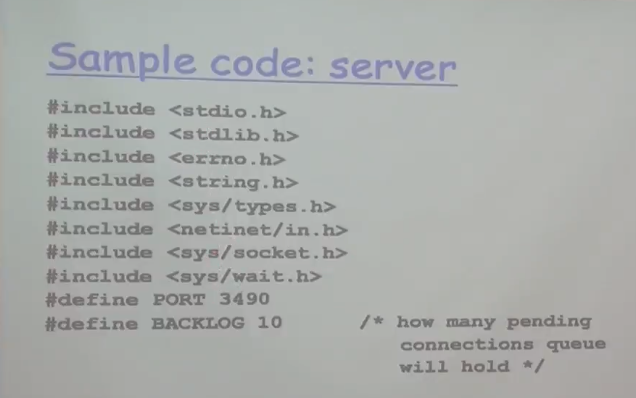 Sample code: server
#include <stdio.h>
#include <stdlib.h>
#include <errno.h>
#include <string.h>
#include <sys/types.h>
#include <netinet/in.h>
#include <sys/socket.h>
#include <sys/wait.h>
#define PORT 3490
#define BACKLOG 10 /* how many pending
connections queue
will hold */